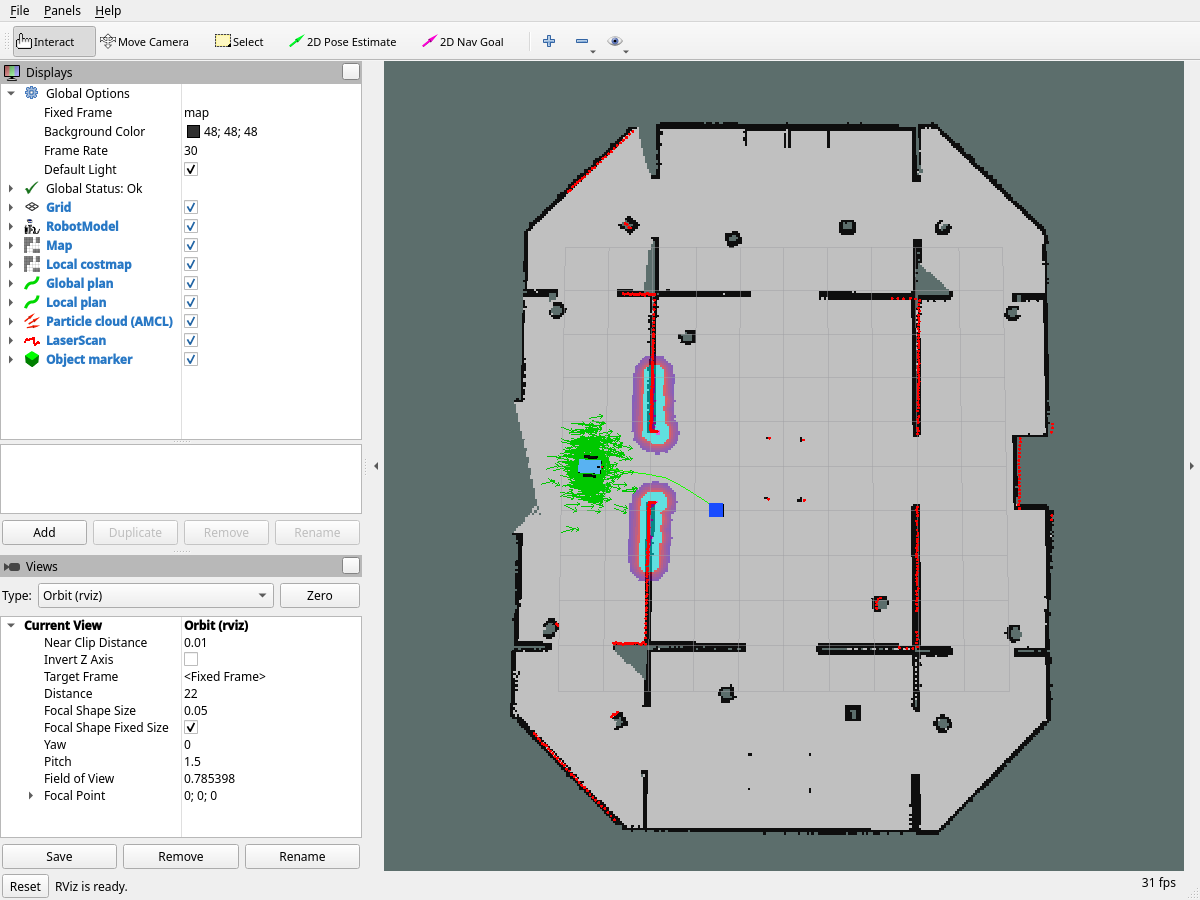 File Panels Help
Interact Move Camera Select 2D Pose Estimate 2D Nav Goal
Displays
Global Options
Fixed Frame map
Background Color 48; 48; 48
Frame Rate 30
Default Light
Global Status: Ok
Grid
RobotModel
Map
Local costmap
Global plan
Local plan
Particle cloud (AMCL)
LaserScan
Object marker
Add Duplicate Remove Rename
Views
Type: Orbit (rviz) Zero
Current View Orbit (rviz)
Near Clip Distance 0.01
Invert Z Axis
Target Frame <Fixed Frame>
Distance 22
Focal Shape Size 0.05
Focal Shape Fixed Size
Yaw 0
Pitch 1.5
Field of View 0.785398
Focal Point 0; 0; 0
Save Remove Rename
Reset RViz is ready. 31 fps